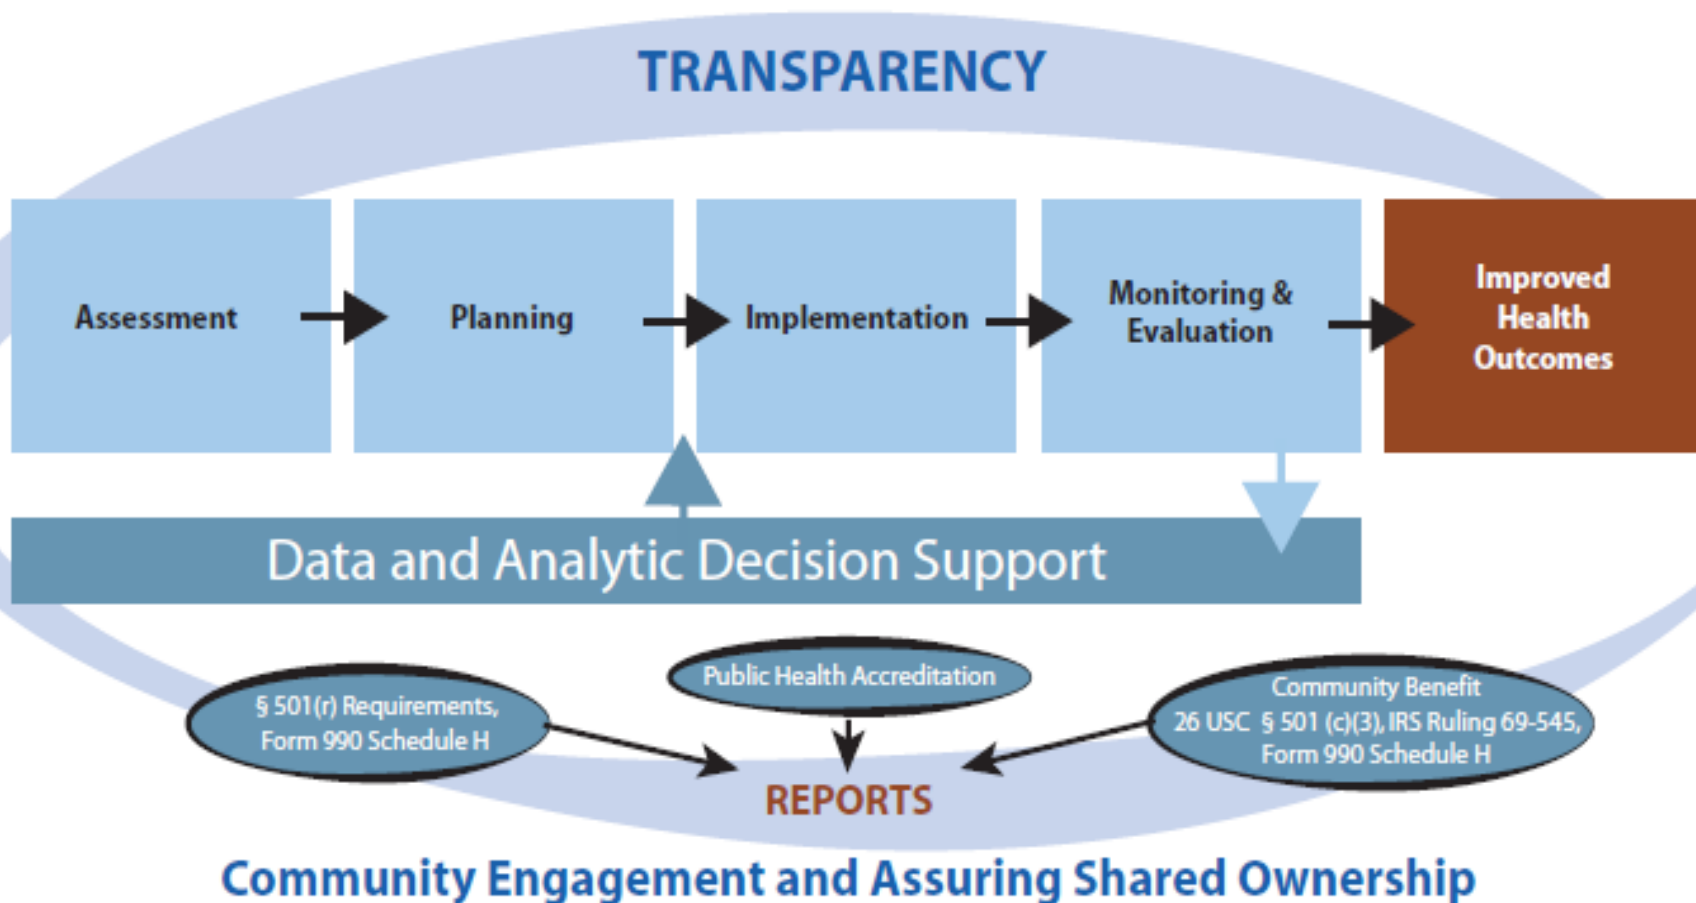 TRANSPARENCY
Assessment
Planning
Implementation
Monitoring &
Evaluation
Improved
Health
Outcomes
Data and Analytic Decision Support
§ 501(r) Requirements,
Form 990 Schedule H
Public Health Accreditation
Community Benefit
26 USC § 501 (c)(3), IRS Ruling 69-545,
Form 990 Schedule H
REPORTS
Community Engagement and Assuring Shared Ownership